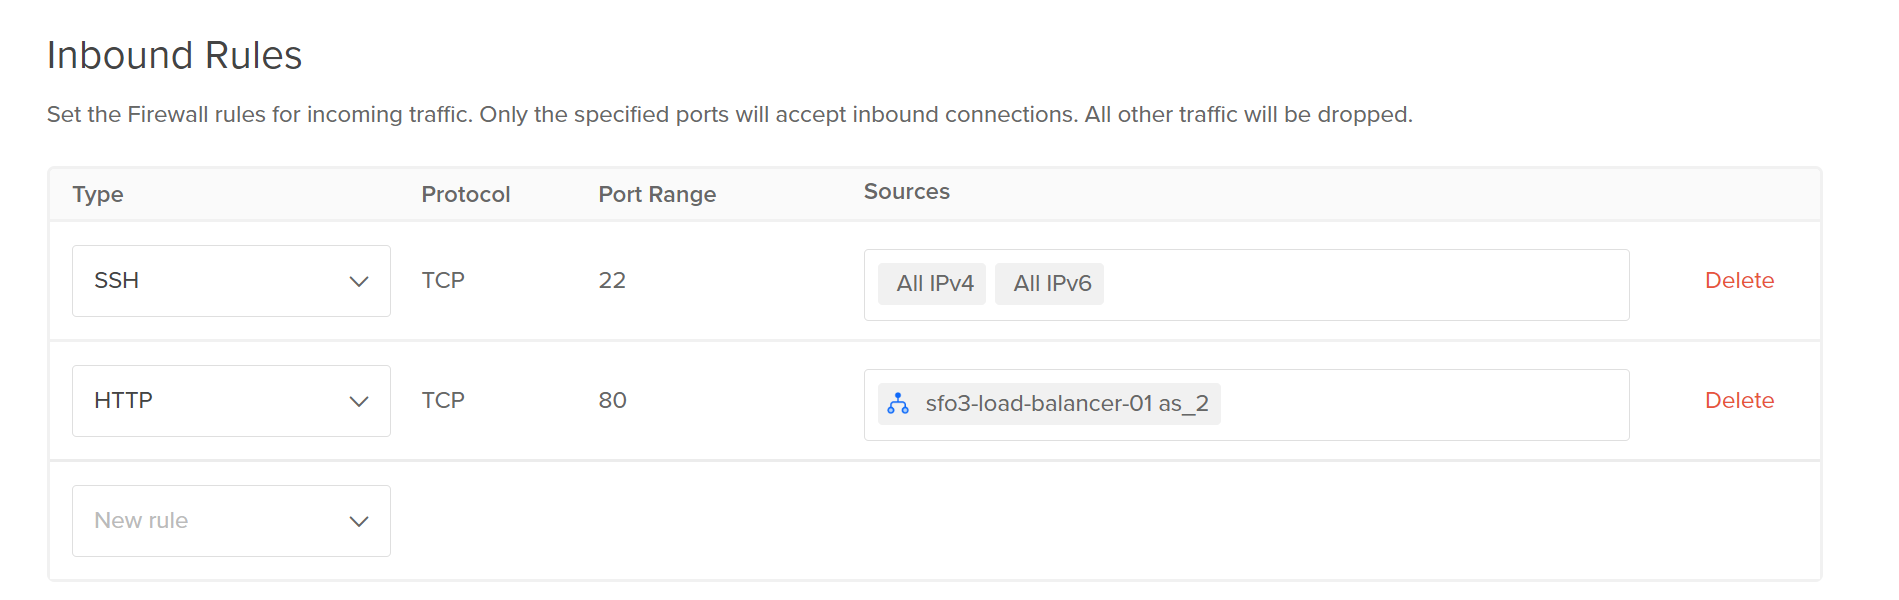 Inbound Rules
Set the Firewall rules for incoming traffic. Only the specified ports will accept inbound connections. All other traffic will be dropped.
Type Protocol Port Range Sources
SSH TCP 22 All IPv4 All IPv6 Delete
HTTP TCP 80 sfo3-load-balancer-01 as_2 Delete
New rule